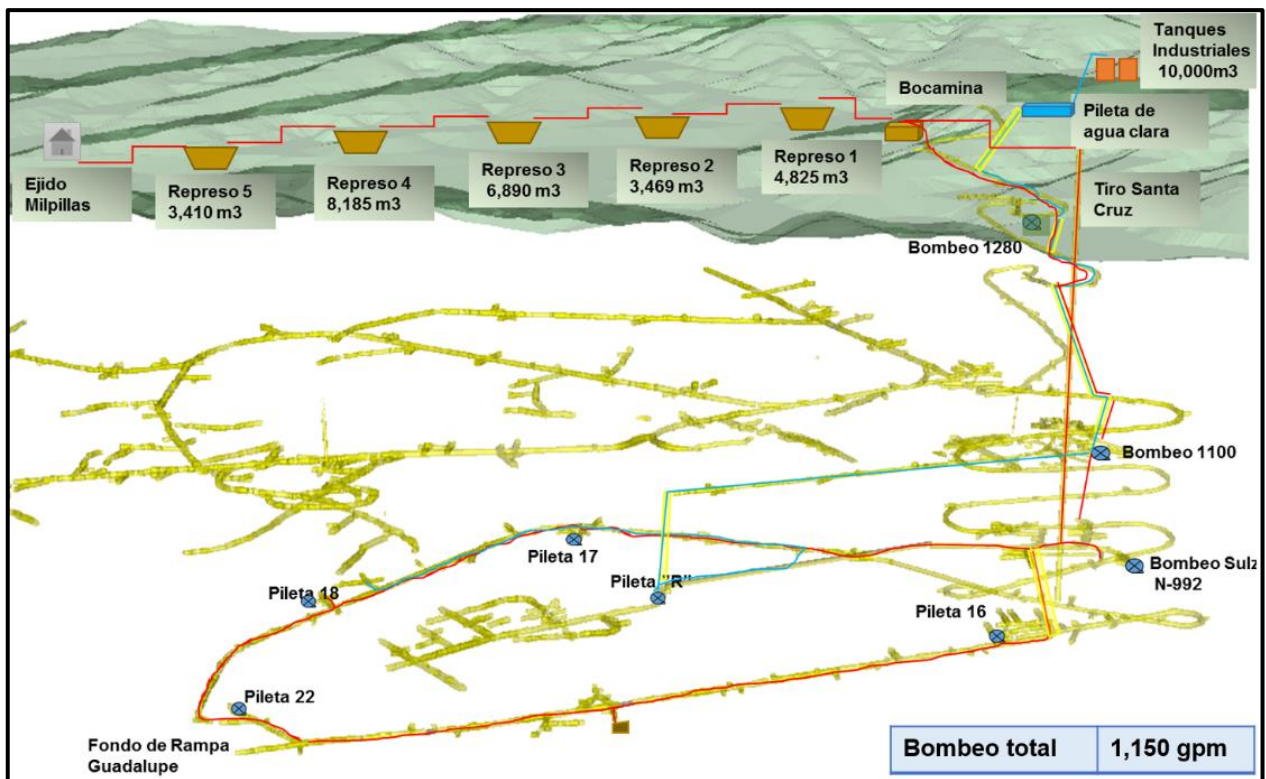 Tanques
Industriales
10,000m3
Bocamina
Pileta de
agua clara
Ejido
Milpillas
Represo 5
3,410 m3
Represo 4
8,185 m3
Represo 3
6,890 m3
Represo 2
3,469 m3
Represo 1
4,825 m3
Tiro Santa
Cruz
Bombeo 1280
Bombeo 1100
Pileta 17
Pileta 18
Pileta "R"
Bombeo Sulz
N-992
Pileta 16
Pileta 22
Fondo de Rampa
Guadalupe
Bombeo total 1,150 gpm